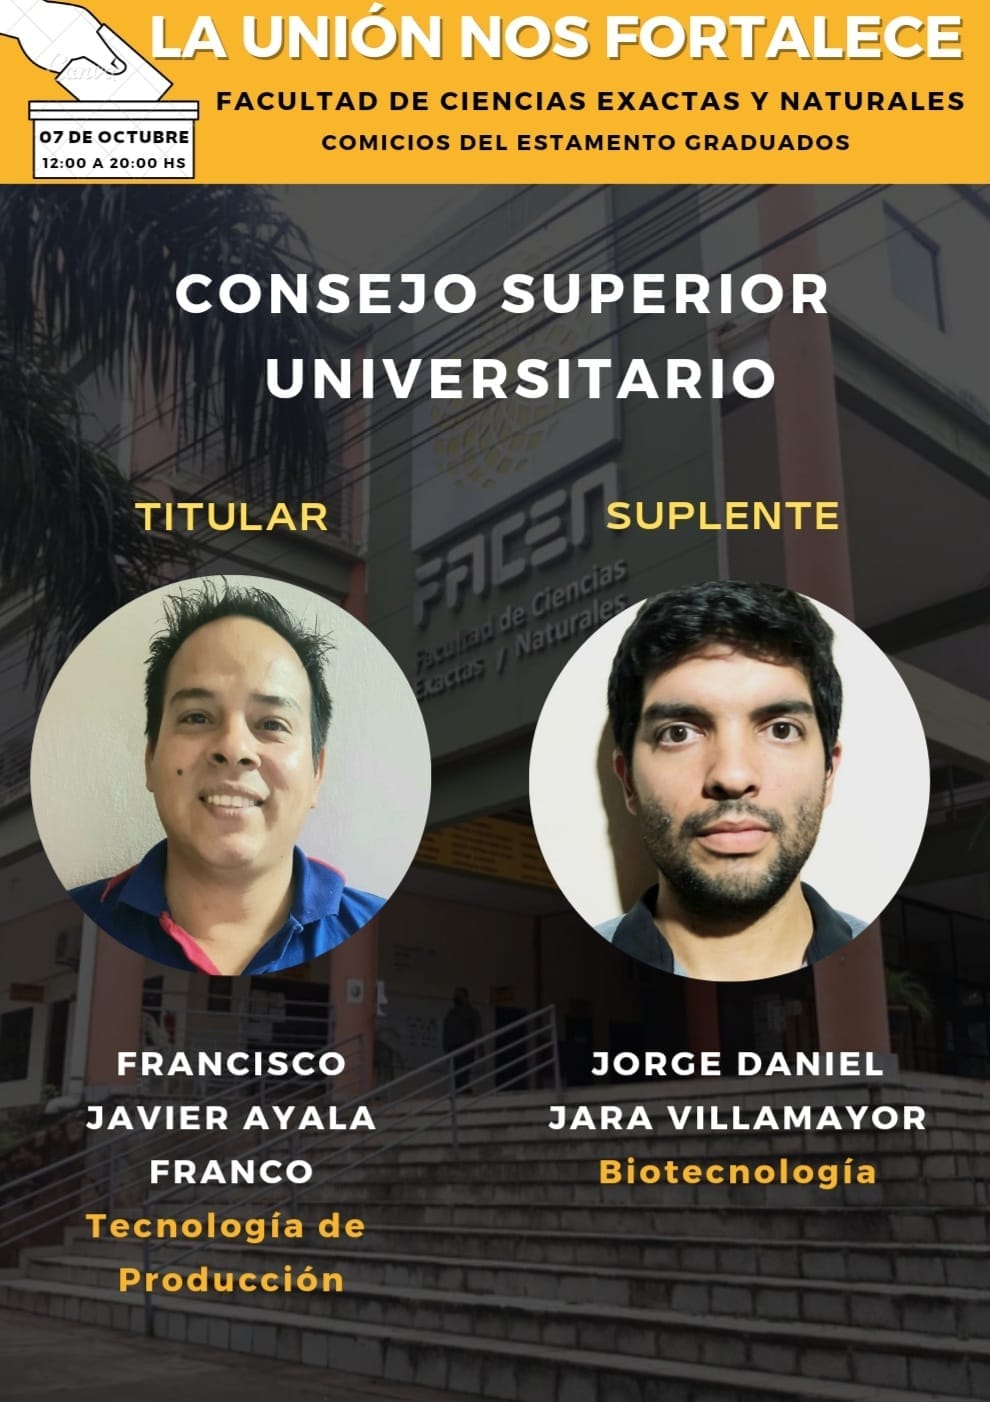 LA UNIÓN NOS FORTALECE
FACULTAD DE CIENCIAS EXACTAS Y NATURALES
COMICIOS DEL ESTAMENTO GRADUADOS
Canva
07 DE OCTUBRE
12:00 A 20:00 HS
CONSEJO SUPERIOR
UNIVERSITARIO
TITULAR
SUPLENTE
FACEN
Facultad de Ciencias
Exactas y Naturales
FRANCISCO
JAVIER AYALA
FRANCO
Tecnología de
Producción
JORGE DANIEL
JARA VILLAMAYOR
Biotecnología